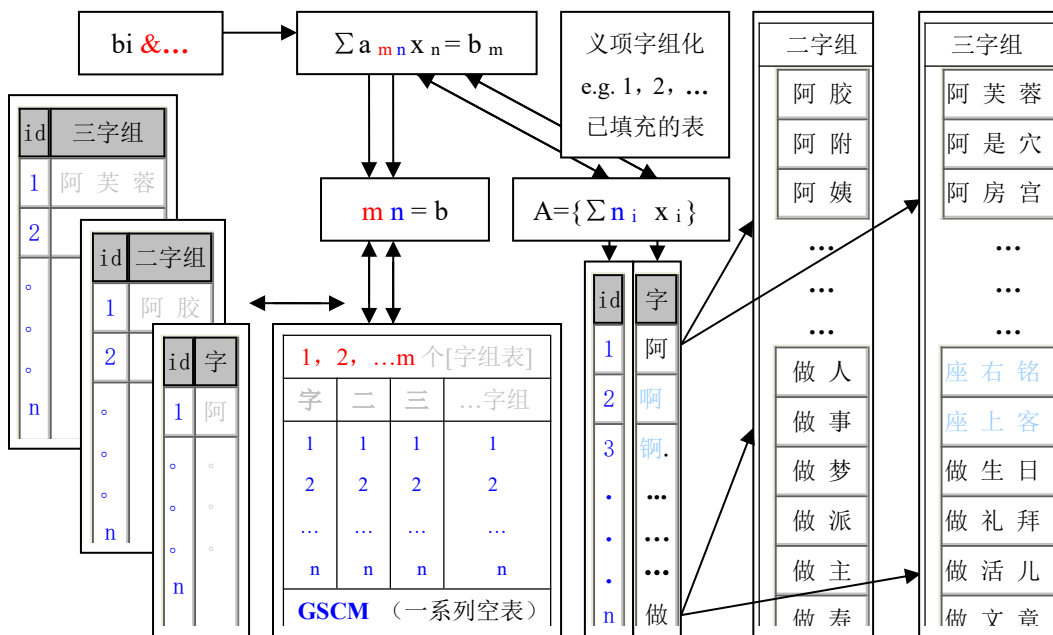 bi &...
∑ a m n x n = b m
义项字组化
e.g. 1, 2, ...
已填充的表
m n = b
A={∑ n i x i}
id 三字组
1 阿 芙 蓉
2
。
。
。
n
id 二字组
1 阿 胶
2
。
。
。
n
id 字
1 阿
。 。
。 。
。 。
n
1, 2, …m 个[字组表]
字 二 三 …字组
1 1 1 1
2 2 2 2
… … … …
n n n n
GSCM （一系列空表）
id 字
1 阿
2 啊
3 锕.
. ...
. ...
. ...
n 做
二字组
阿 胶
阿 附
阿 姨
...
...
...
做 人
做 事
做 梦
做 派
做 主
做 寿
三字组
阿 芙 蓉
阿 是 穴
阿 房 宫
...
...
...
座 右 铭
座 上 客
做 生 日
做 礼 拜
做 活 儿
做 文 章